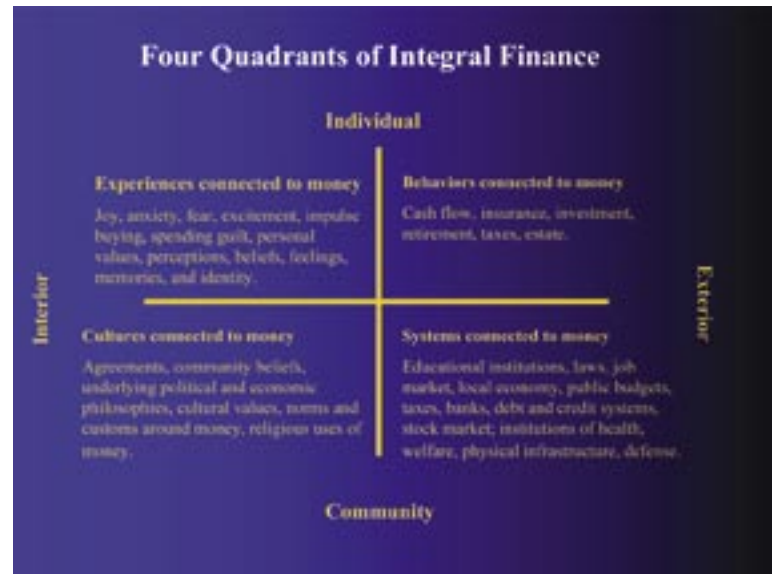 Four Quadrants of Integral Finance
Individual
Experiences connected to money
Joy, anxiety, fear, excitement, impulse
buying, spending guilt, personal
values, perceptions, beliefs, feelings,
memories, and identity.
Behaviors connected to money
Cash flow, insurance, investment,
retirement, taxes, estate.
Interior
Exterior
Cultures connected to money
Agreements, community beliefs,
underlying political and economic
philosophies, cultural values, norms and
customs around money, religious uses of
money.
Systems connected to money
Educational institutions, laws, job
market, local economy, public budgets,
taxes, banks, debt and credit systems,
stock market; institutions of health,
welfare, physical infrastructure, defense.
Community